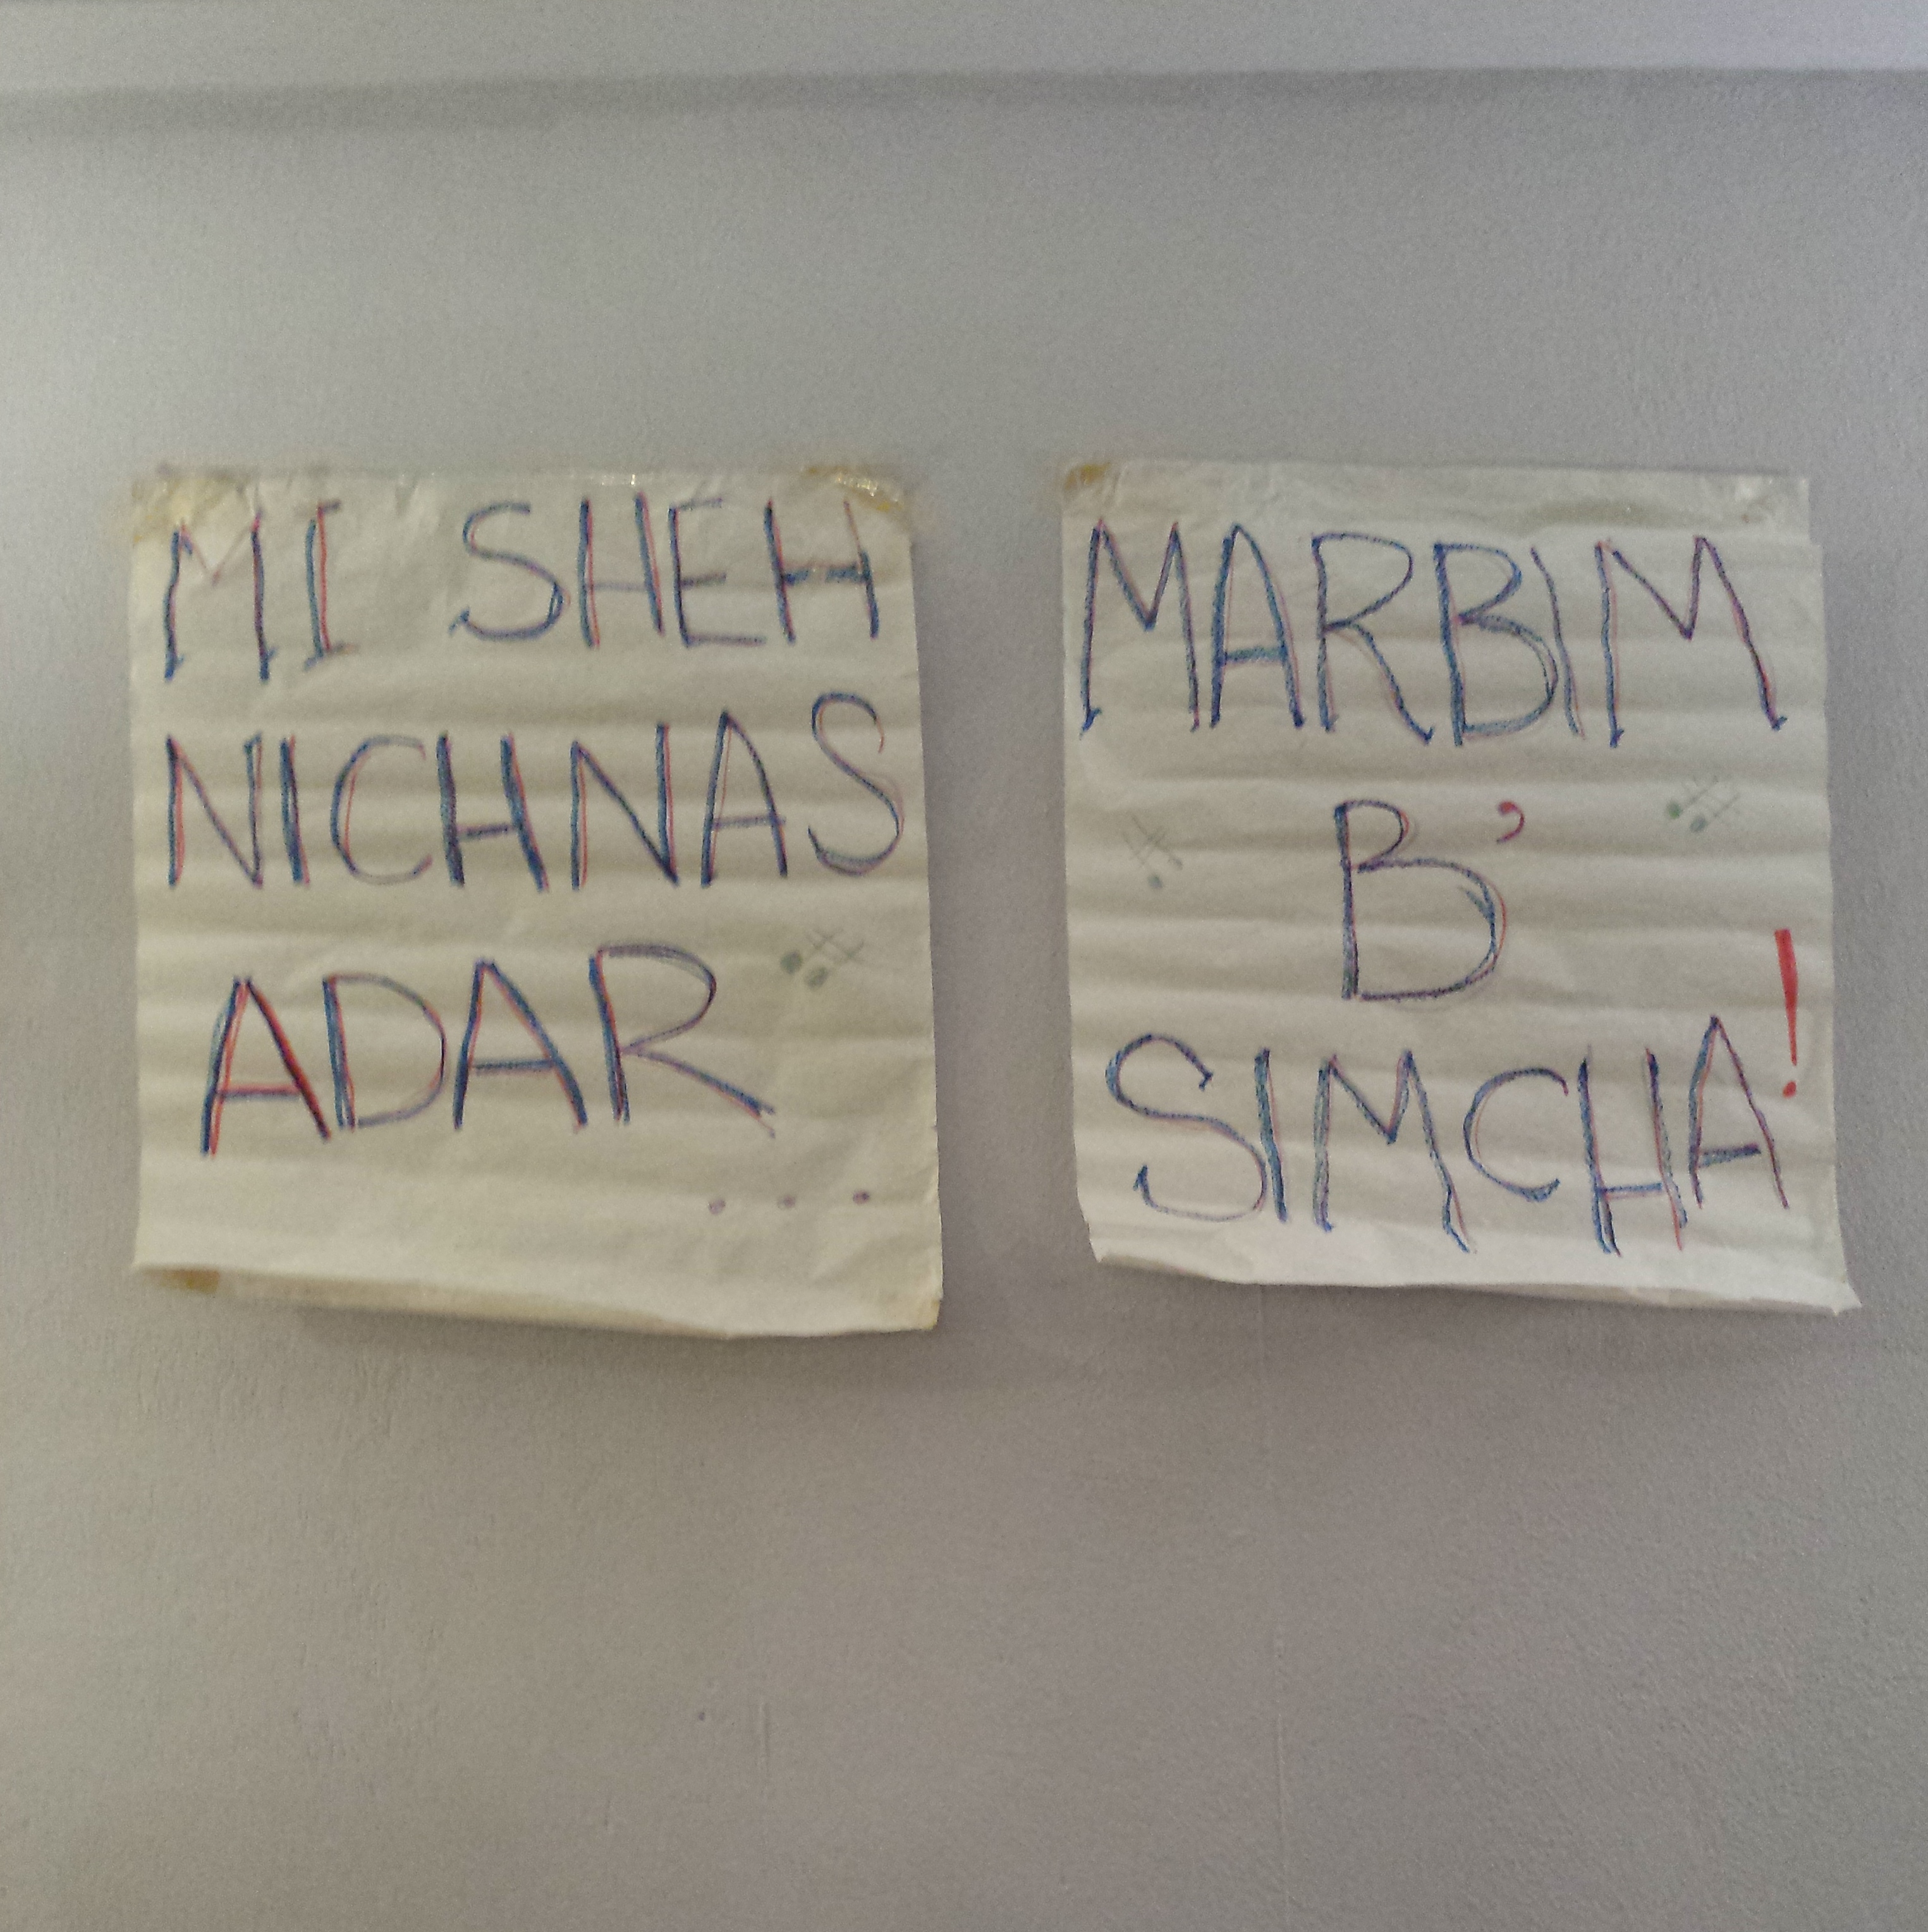 MI SHEH
NICHNAS
ADAR
...
MARBIM
B'
SIMCHA!